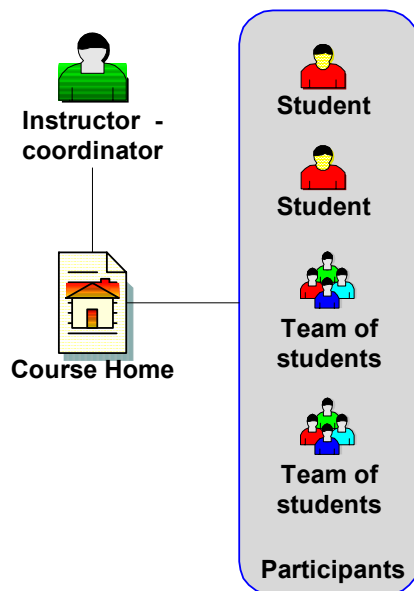 Instructor -
coordinator
Course Home
Student
Student
Team of
students
Team of
students
Participants